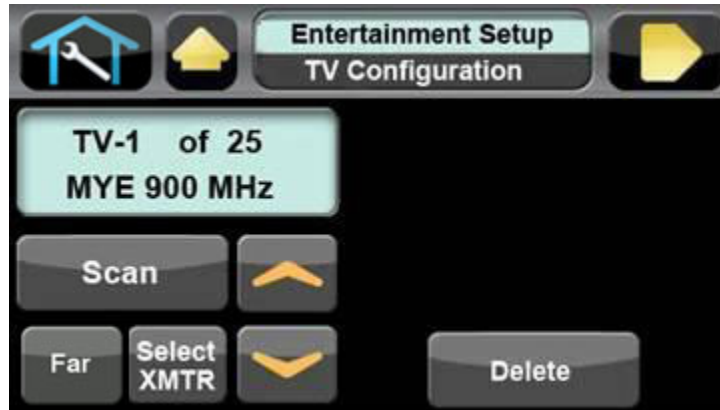 Entertainment Setup
TV Configuration
TV-1 of 25
MYE 900 MHz
Scan
Far
Select
XMTR
Delete